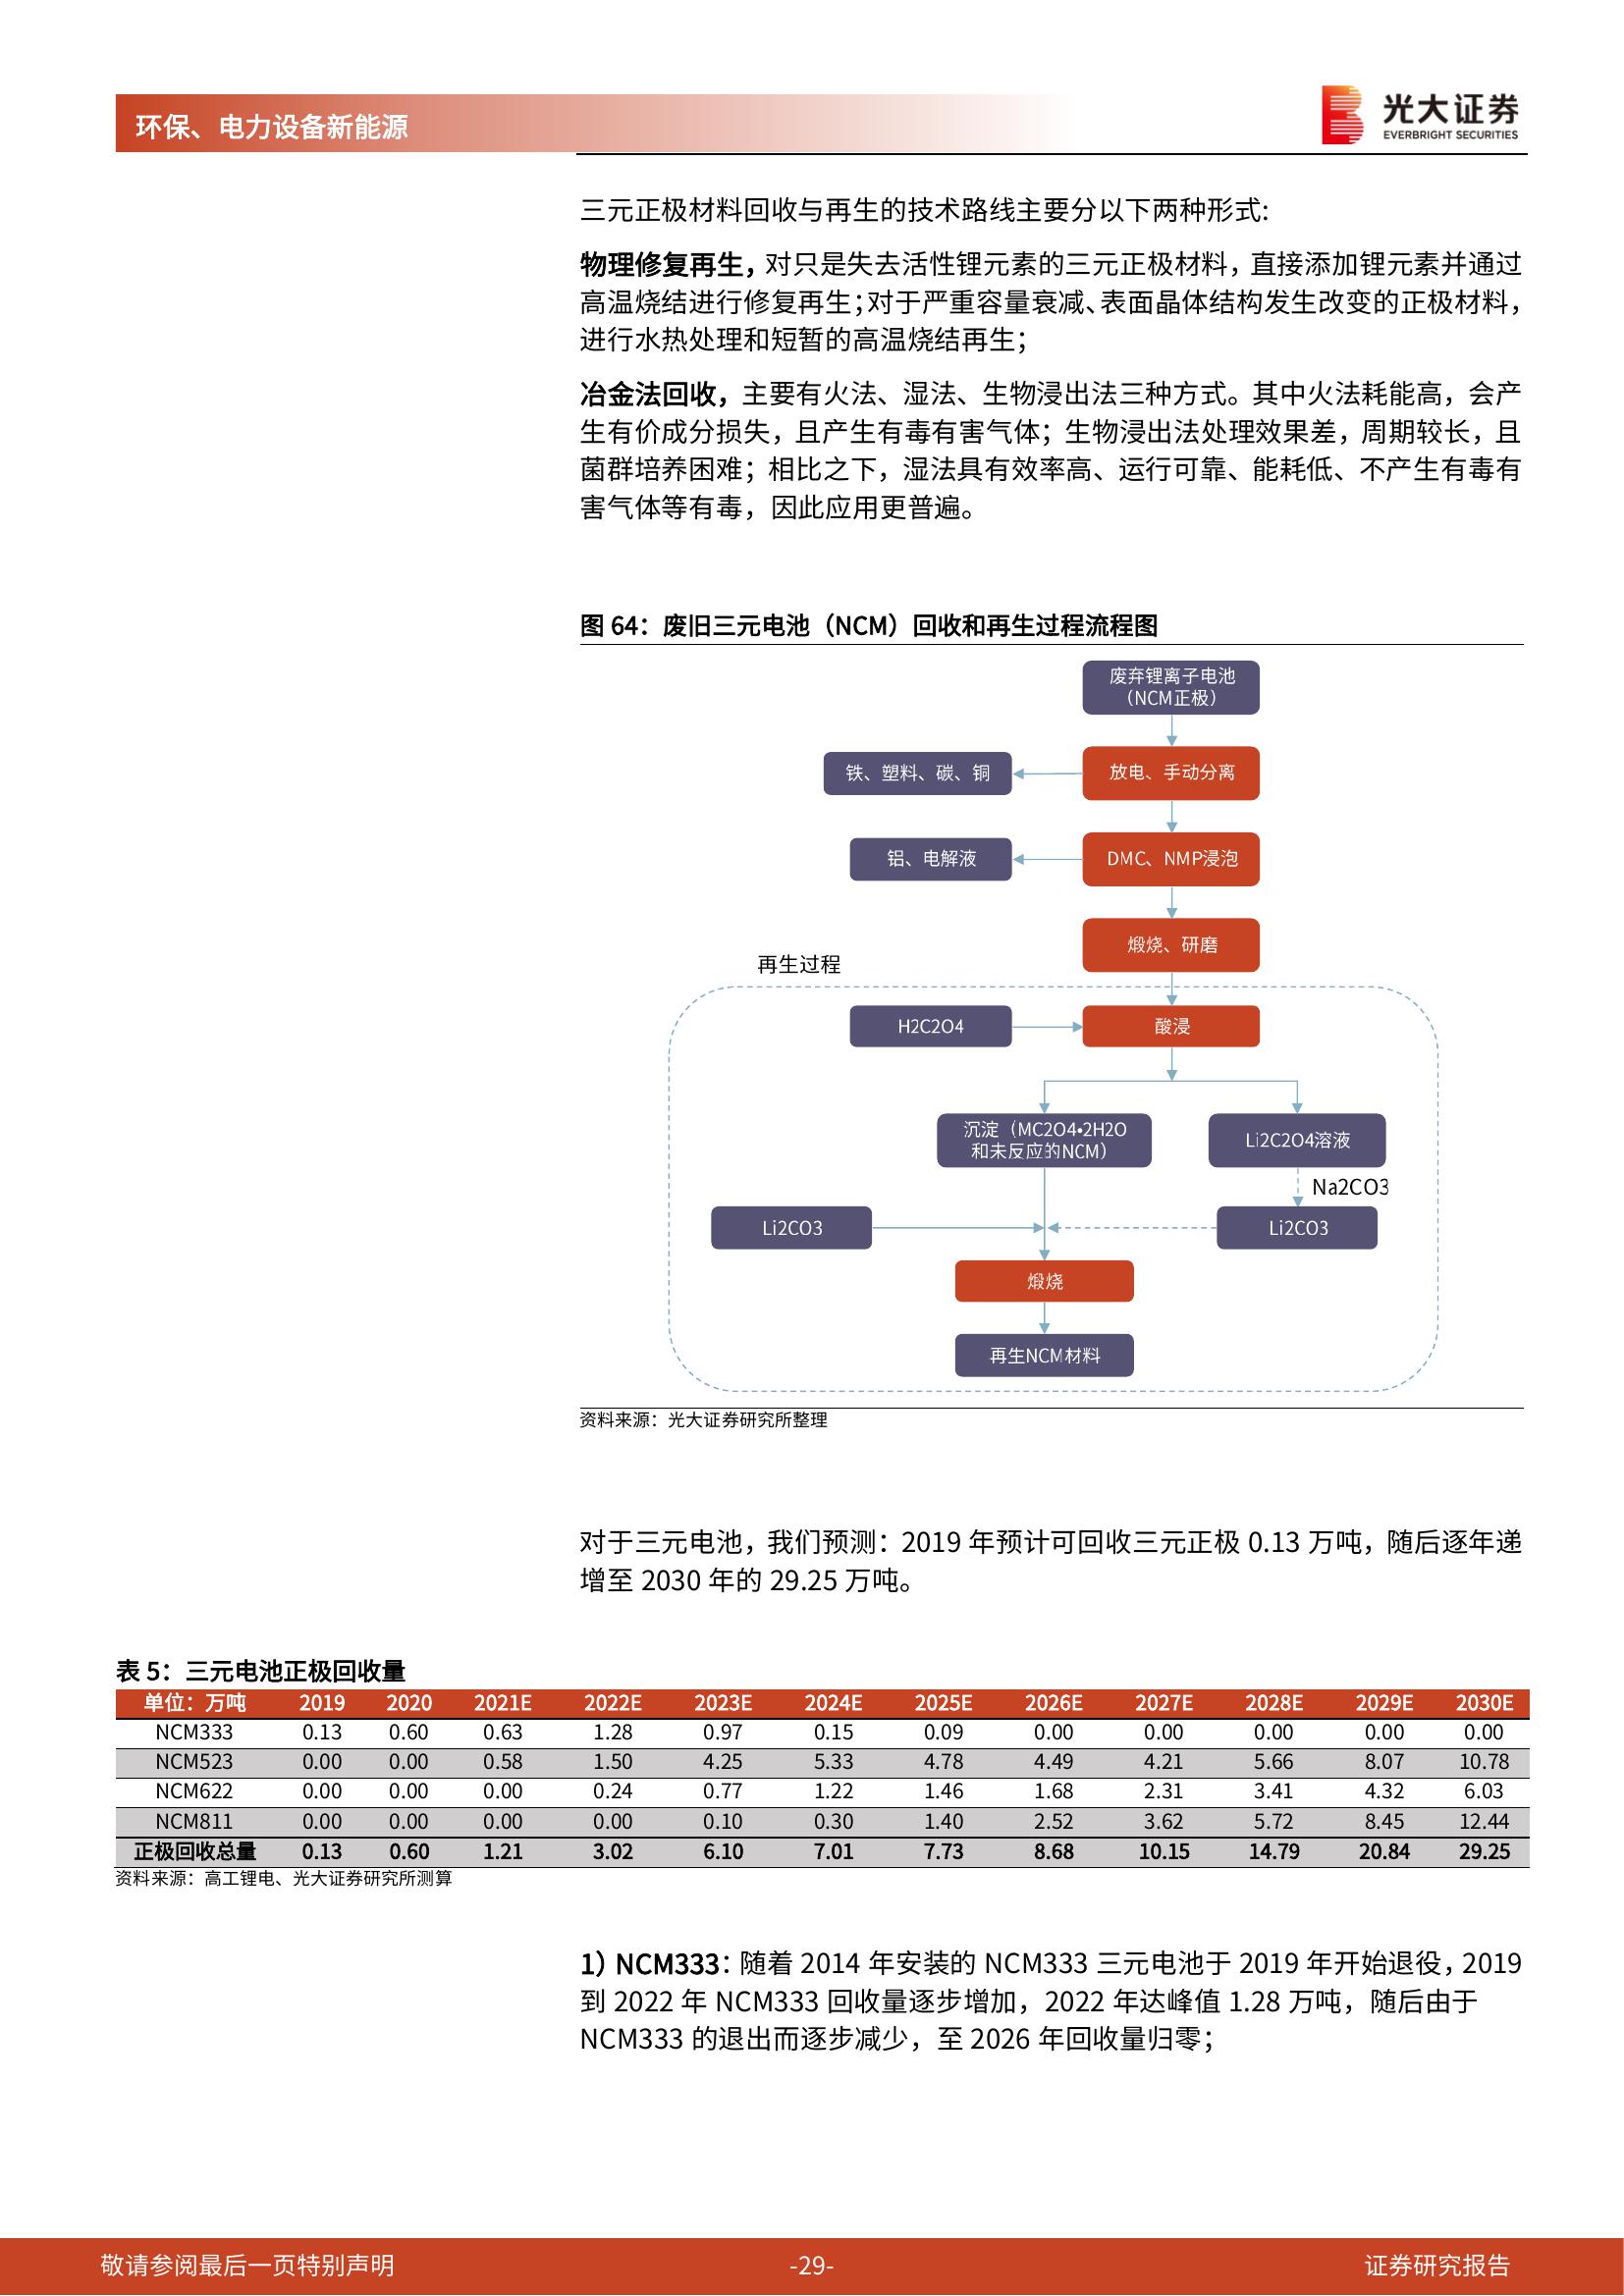 环保、电力设备新能源
光大证券
EVERBRIGHT SECURITIES
三元正极材料回收与再生的技术路线主要分以下两种形式:
物理修复再生，对只是失去活性锂元素的三元正极材料，直接添加锂元素并通过
高温烧结进行修复再生；对于严重容量衰减、表面晶体结构发生改变的正极材料，
进行水热处理和短暂的高温烧结再生；
冶金法回收，主要有火法、湿法、生物浸出法三种方式。其中火法耗能高，会产
生有价成分损失，且产生有毒有害气体；生物浸出法处理效果差，周期较长，且
菌群培养困难；相比之下，湿法具有效率高、运行可靠、能耗低、不产生有毒有
害气体等有毒，因此应用更普遍。
图 64：废旧三元电池（NCM）回收和再生过程流程图
废弃锂离子电池
（NCM正极）
铁、塑料、碳、铜
放电、手动分离
铝、电解液
DMC、NMP浸泡
煅烧、研磨
再生过程
H2C2O4
酸浸
沉淀（MC2O4•2H2O
和未反应的NCM）
Li2C2O4溶液
Na2CO3
Li2CO3
Li2CO3
煅烧
再生NCM材料
资料来源：光大证券研究所整理
对于三元电池，我们预测：2019 年预计可回收三元正极 0.13 万吨，随后逐年递
增至 2030 年的 29.25 万吨。
表 5：三元电池正极回收量
单位：万吨 2019 2020 2021E 2022E 2023E 2024E 2025E 2026E 2027E 2028E 2029E 2030E
NCM333 0.13 0.60 0.63 1.28 0.97 0.15 0.09 0.00 0.00 0.00 0.00 0.00
NCM523 0.00 0.00 0.58 1.50 4.25 5.33 4.78 4.49 4.21 5.66 8.07 10.78
NCM622 0.00 0.00 0.00 0.24 0.77 1.22 1.46 1.68 2.31 3.41 4.32 6.03
NCM811 0.00 0.00 0.00 0.00 0.10 0.30 1.40 2.52 3.62 5.72 8.45 12.44
正极回收总量 0.13 0.60 1.21 3.02 6.10 7.01 7.73 8.68 10.15 14.79 20.84 29.25
资料来源：高工锂电、光大证券研究所测算
1）NCM333：随着 2014 年安装的 NCM333 三元电池于 2019 年开始退役，2019
到 2022 年 NCM333 回收量逐步增加，2022 年达峰值 1.28 万吨，随后由于
NCM333 的退出而逐步减少，至 2026 年回收量归零；
敬请参阅最后一页特别声明
-29-
证券研究报告